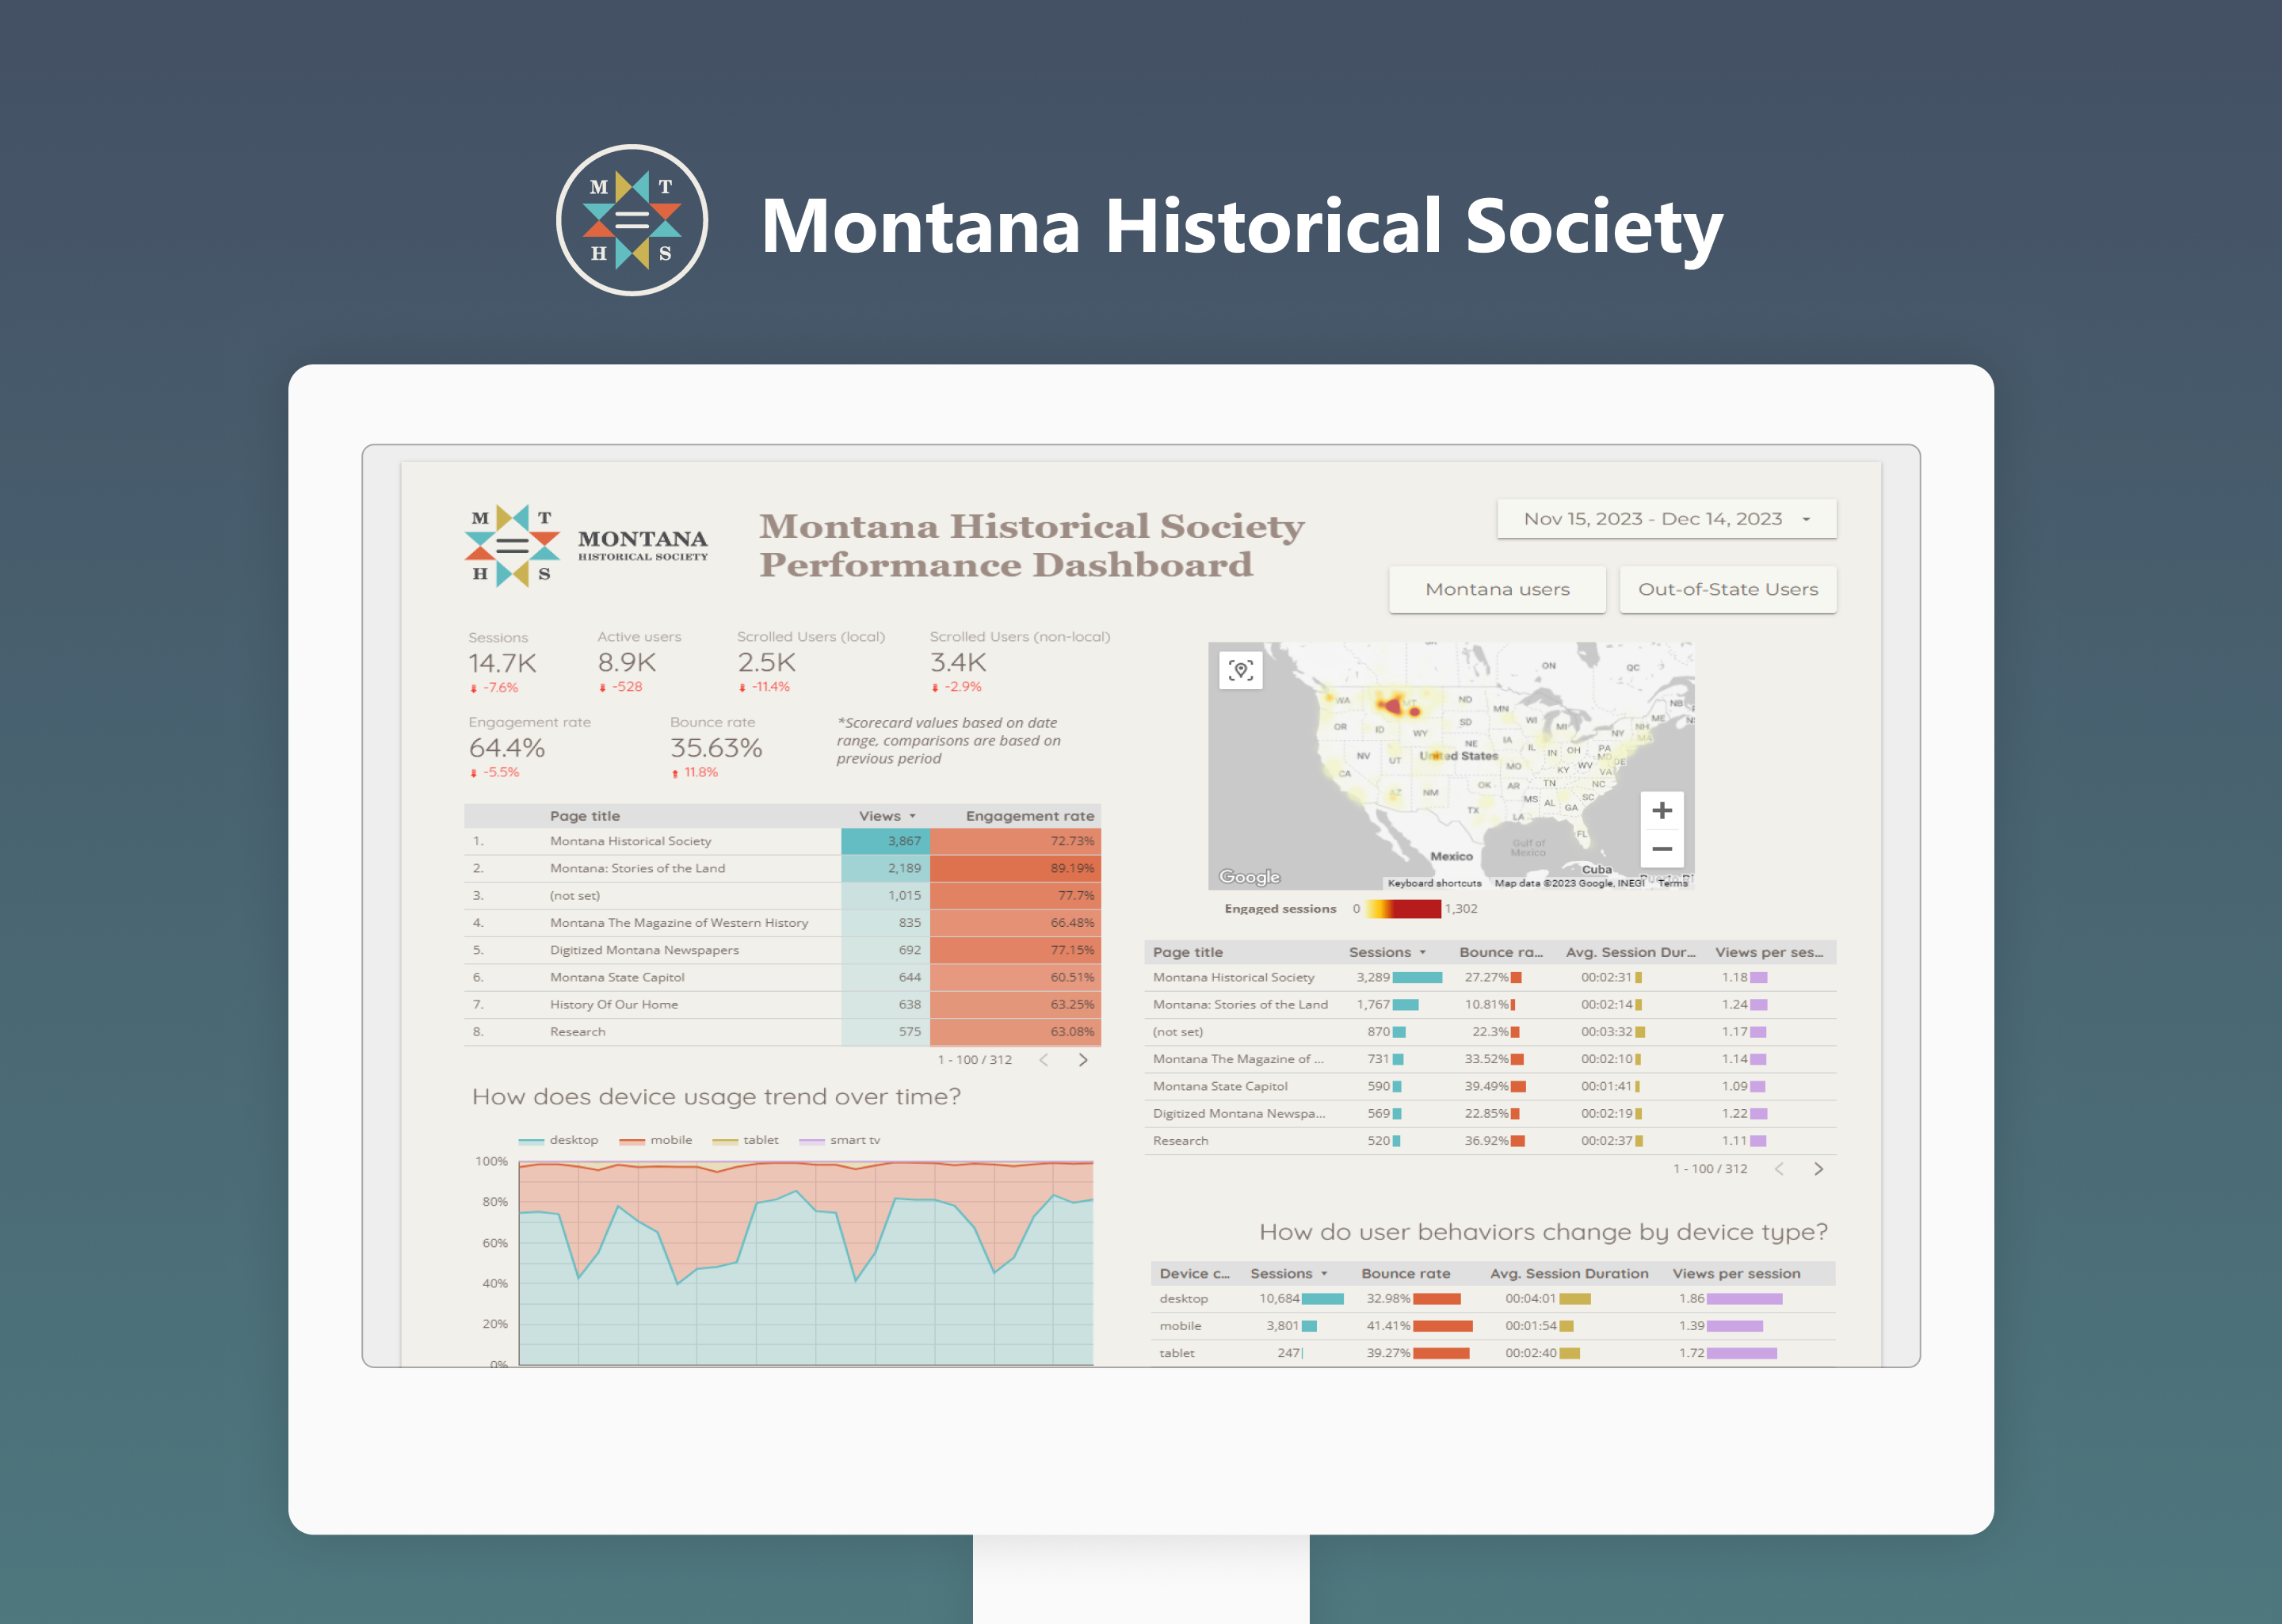 M T
H S
Montana Historical Society
M T
H S
MONTANA
HISTORICAL SOCIETY
Montana Historical Society
Performance Dashboard
Nov 15, 2023 - Dec 14, 2023
Montana users
Out-of-State Users
Sessions
14.7K
-7.6%
Active users
8.9K
-528
Scrolled Users (local)
2.5K
-11.4%
Scrolled Users (non-local)
3.4K
-2.9%
Engagement rate
64.4%
-5.5%
Bounce rate
35.63%
11.8%
*Scorecard values based on date
range, comparisons are based on
previous period
Page title Views Engagement rate
1. Montana Historical Society 3,867 72.73%
2. Montana: Stories of the Land 2,189 89.19%
3. (not set) 1,015 77.7%
4. Montana The Magazine of Western History 835 66.48%
5. Digitized Montana Newspapers 692 77.15%
6. Montana State Capitol 644 60.51%
7. History Of Our Home 638 63.25%
8. Research 575 63.08%
1 - 100 / 312
How does device usage trend over time?
desktop mobile tablet smart tv
100%
80%
60%
40%
20%
0%
ON QC
WA MT ND MN NB
OR ID WY SD WI MI NY NH ME
NV UT NE IA IL IN OH PA MD DE
United States
CA MO KY WV VA
AZ NM OK AR TN NC
TX MS AL GA SC
LA FL
Gulf of
Mexico
Mexico
Cuba
Google
Keyboard shortcuts Map data ©2023 Google, INEGI Terms
Engaged sessions 0 1,302
Page title Sessions Bounce ra... Avg. Session Dur... Views per ses...
Montana Historical Society 3,289 27.27% 00:02:31 1.18
Montana: Stories of the Land 1,767 10.81% 00:02:14 1.24
(not set) 870 22.3% 00:03:32 1.17
Montana The Magazine of ... 731 33.52% 00:02:10 1.14
Montana State Capitol 590 39.49% 00:01:41 1.09
Digitized Montana Newspa... 569 22.85% 00:02:19 1.22
Research 520 36.92% 00:02:37 1.11
1 - 100 / 312
How do user behaviors change by device type?
Device c... Sessions Bounce rate Avg. Session Duration Views per session
desktop 10,684 32.98% 00:04:01 1.86
mobile 3,801 41.41% 00:01:54 1.39
tablet 247 39.27% 00:02:40 1.72